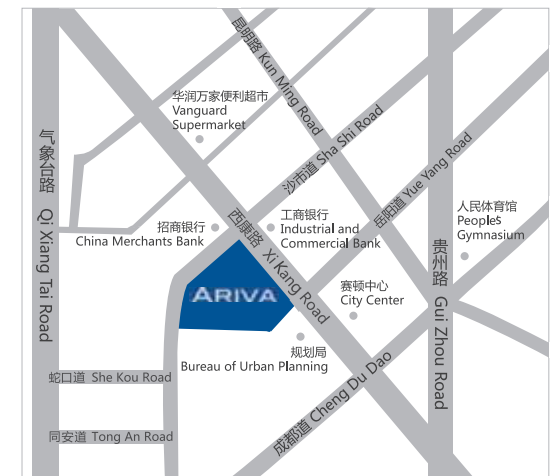 昆明路 Kun Ming Road
华润万家便利超市
Vanguard
Supermarket
沙市道 Sha Shi Road
气象台路 Qi Xiang Tai Road
岳阳道 Yue Yang Road
人民体育馆
Peoples
Gymnasium
招商银行
China Merchants Bank
西康路 Xi Kang Road
工商银行
Industrial and
Commercial Bank
贵州路 Gui Zhou Road
ARIVA
赛顿中心
City Center
规划局
Bureau of Urban Planning
蛇口道 She Kou Road
成都道 Cheng Du Dao
同安道 Tong An Road